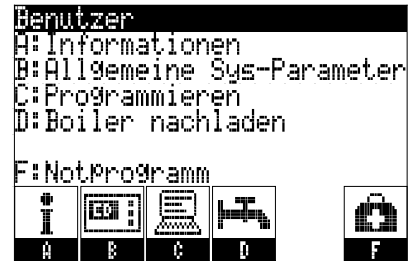 Benutzer
A:Informationen
B:Allgemeine Sys-Parameter
C:Programmieren
D:Boiler nachladen
F:Notprogramm
A B C D F